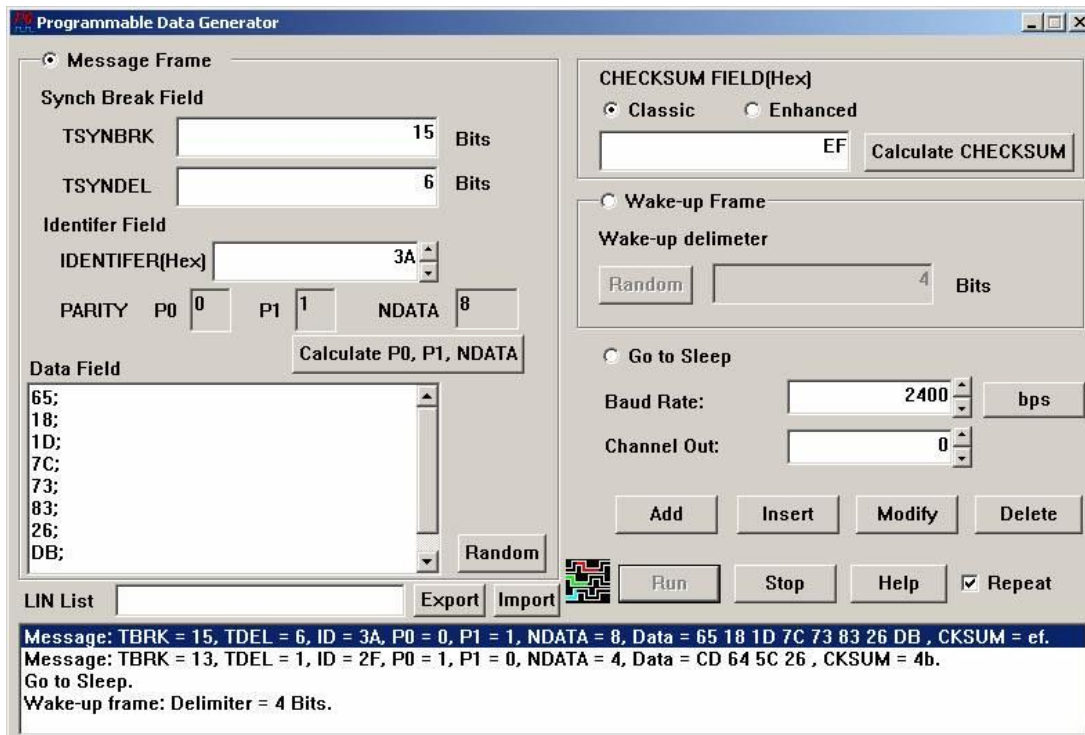 PG Programmable Data Generator
Message Frame
Synch Break Field
TSYNBRK 15 Bits
TSYNDEL 6 Bits
Identifer Field
IDENTIFER(Hex) 3A
PARITY P0 0 P1 1 NDATA 8
Calculate P0, P1, NDATA
Data Field
65;
18;
1D;
7C;
73;
83;
26;
DB;
Random
CHECKSUM FIELD(Hex)
Classic Enhanced
EF Calculate CHECKSUM
Wake-up Frame
Wake-up delimeter
Random 4 Bits
Go to Sleep
Baud Rate: 2400 bps
Channel Out: 0
Add Insert Modify Delete
Run Stop Help Repeat
LIN List Export Import
Message: TBRK = 15, TDEL = 6, ID = 3A, P0 = 0, P1 = 1, NDATA = 8, Data = 65 18 1D 7C 73 83 26 DB , CKSUM = ef.
Message: TBRK = 13, TDEL = 1, ID = 2F, P0 = 1, P1 = 0, NDATA = 4, Data = CD 64 5C 26 , CKSUM = 4b.
Go to Sleep.
Wake-up frame: Delimiter = 4 Bits.